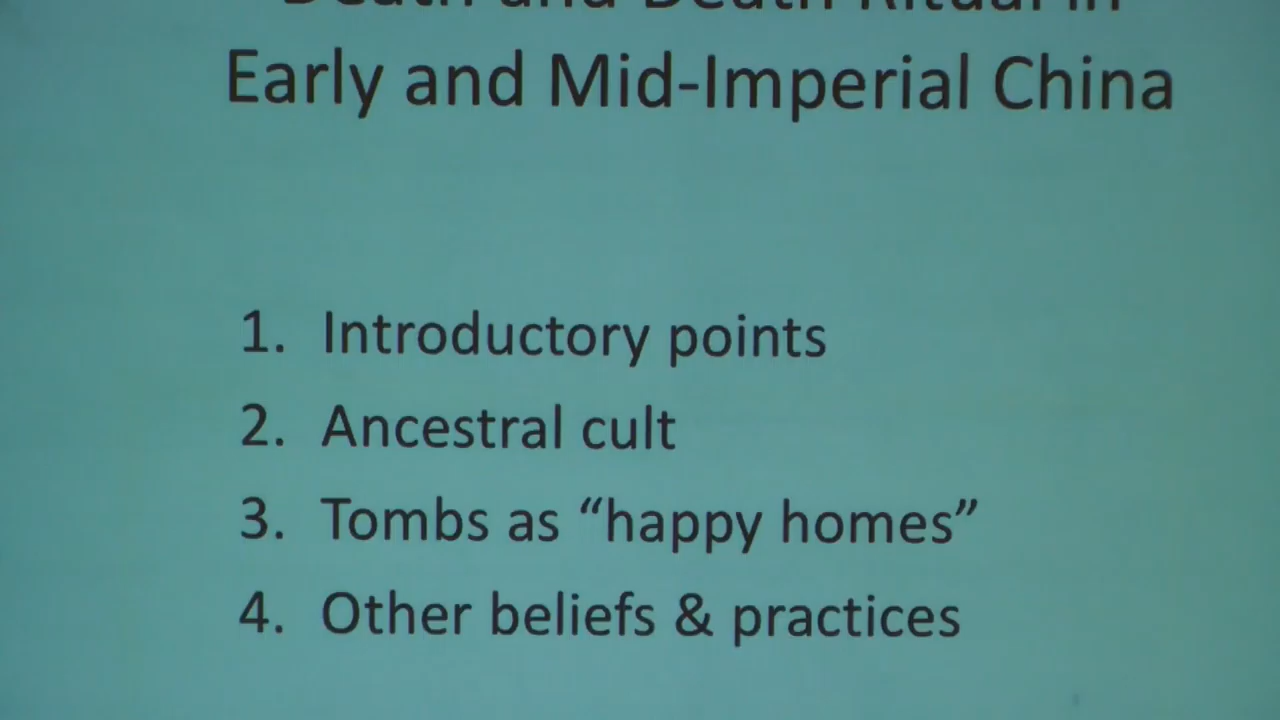 Death and Death Ritual in
Early and Mid-Imperial China
1. Introductory points
2. Ancestral cult
3. Tombs as “happy homes”
4. Other beliefs & practices